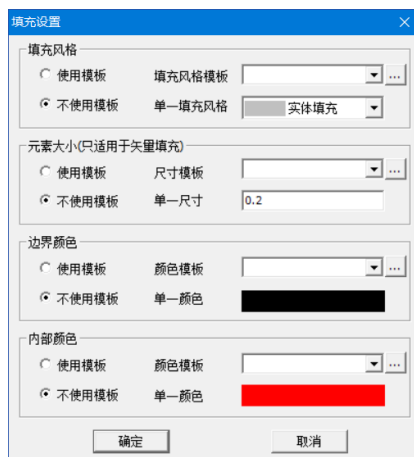 填充设置
填充风格
使用模板 填充风格模板 ...
不使用模板 单一填充风格 实体填充
元素大小(只适用于矢量填充)
使用模板 尺寸模板 ...
不使用模板 单一尺寸 0.2
边界颜色
使用模板 颜色模板 ...
不使用模板 单一颜色
内部颜色
使用模板 颜色模板 ...
不使用模板 单一颜色
确定 取消